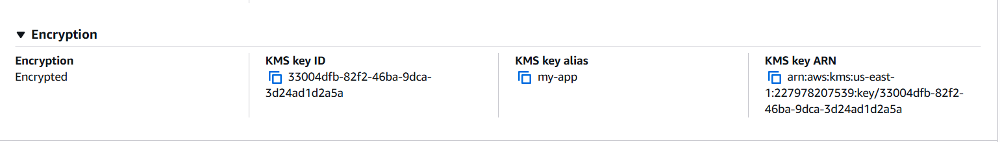 Encryption
Encryption
Encrypted
KMS key ID
33004dfb-82f2-46ba-9dca-
3d24ad1d2a5a
KMS key alias
my-app
KMS key ARN
arn:aws:kms:us-east-
1:227978207539:key/33004dfb-82f2-
46ba-9dca-3d24ad1d2a5a